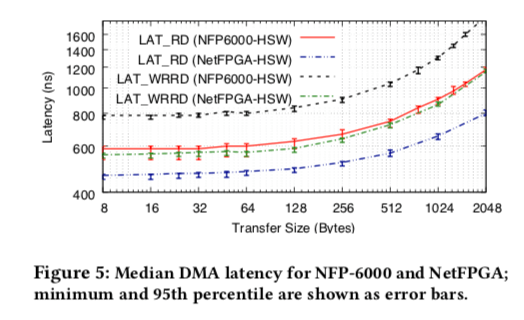 1600
1400
1200
1000
800
600
400
Latency (ns)
LAT_RD (NFP6000-HSW)
LAT_RD (NetFPGA-HSW)
LAT_WRRD (NFP6000-HSW)
LAT_WRRD (NetFPGA-HSW)
8 16 32 64 128 256 512 1024 2048
Transfer Size (Bytes)
Figure 5: Median DMA latency for NFP-6000 and NetFPGA;
minimum and 95th percentile are shown as error bars.